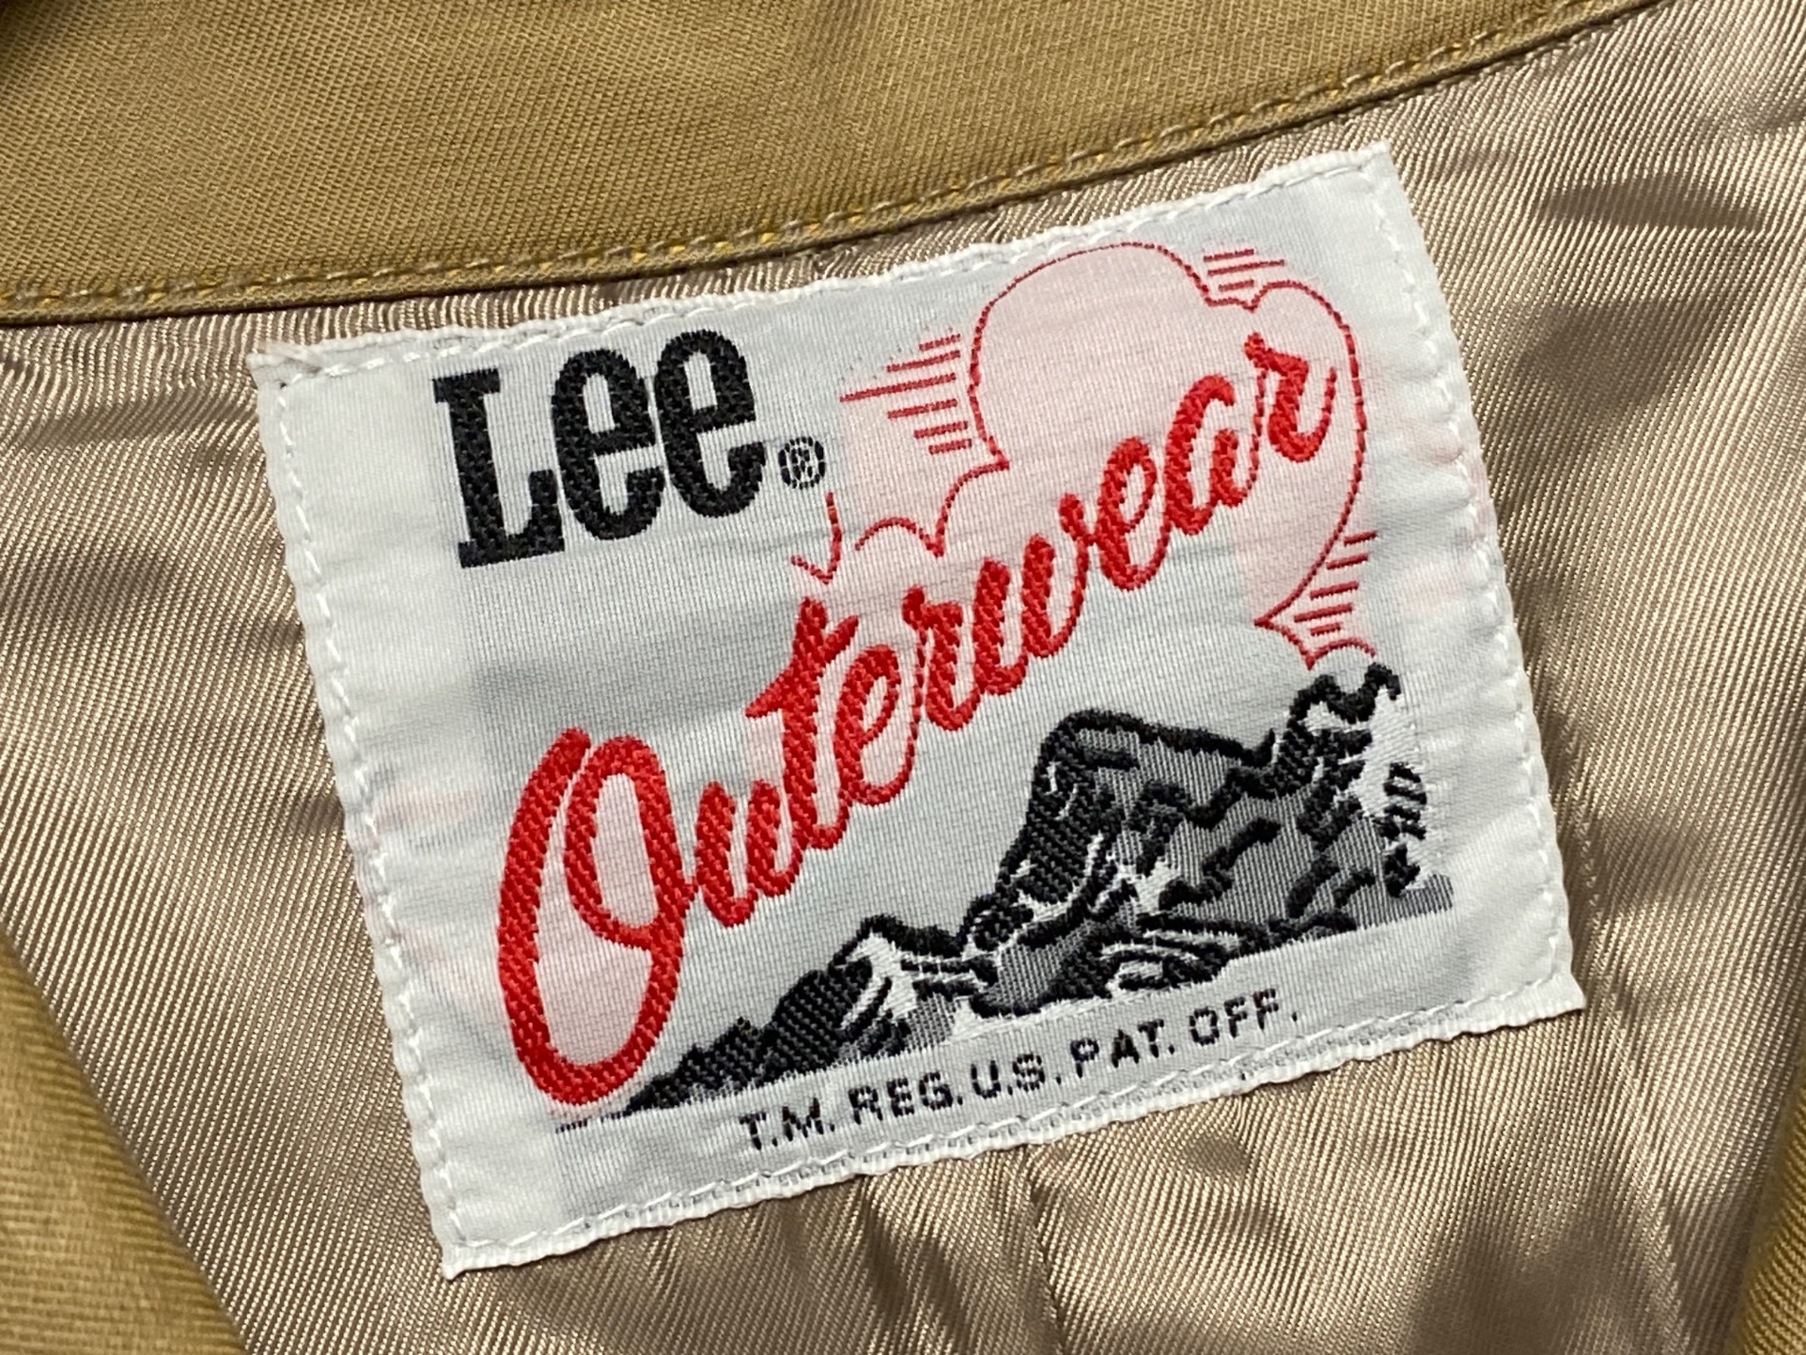 Lee®
Outerwear
T.M. REG. U.S. PAT. OFF.